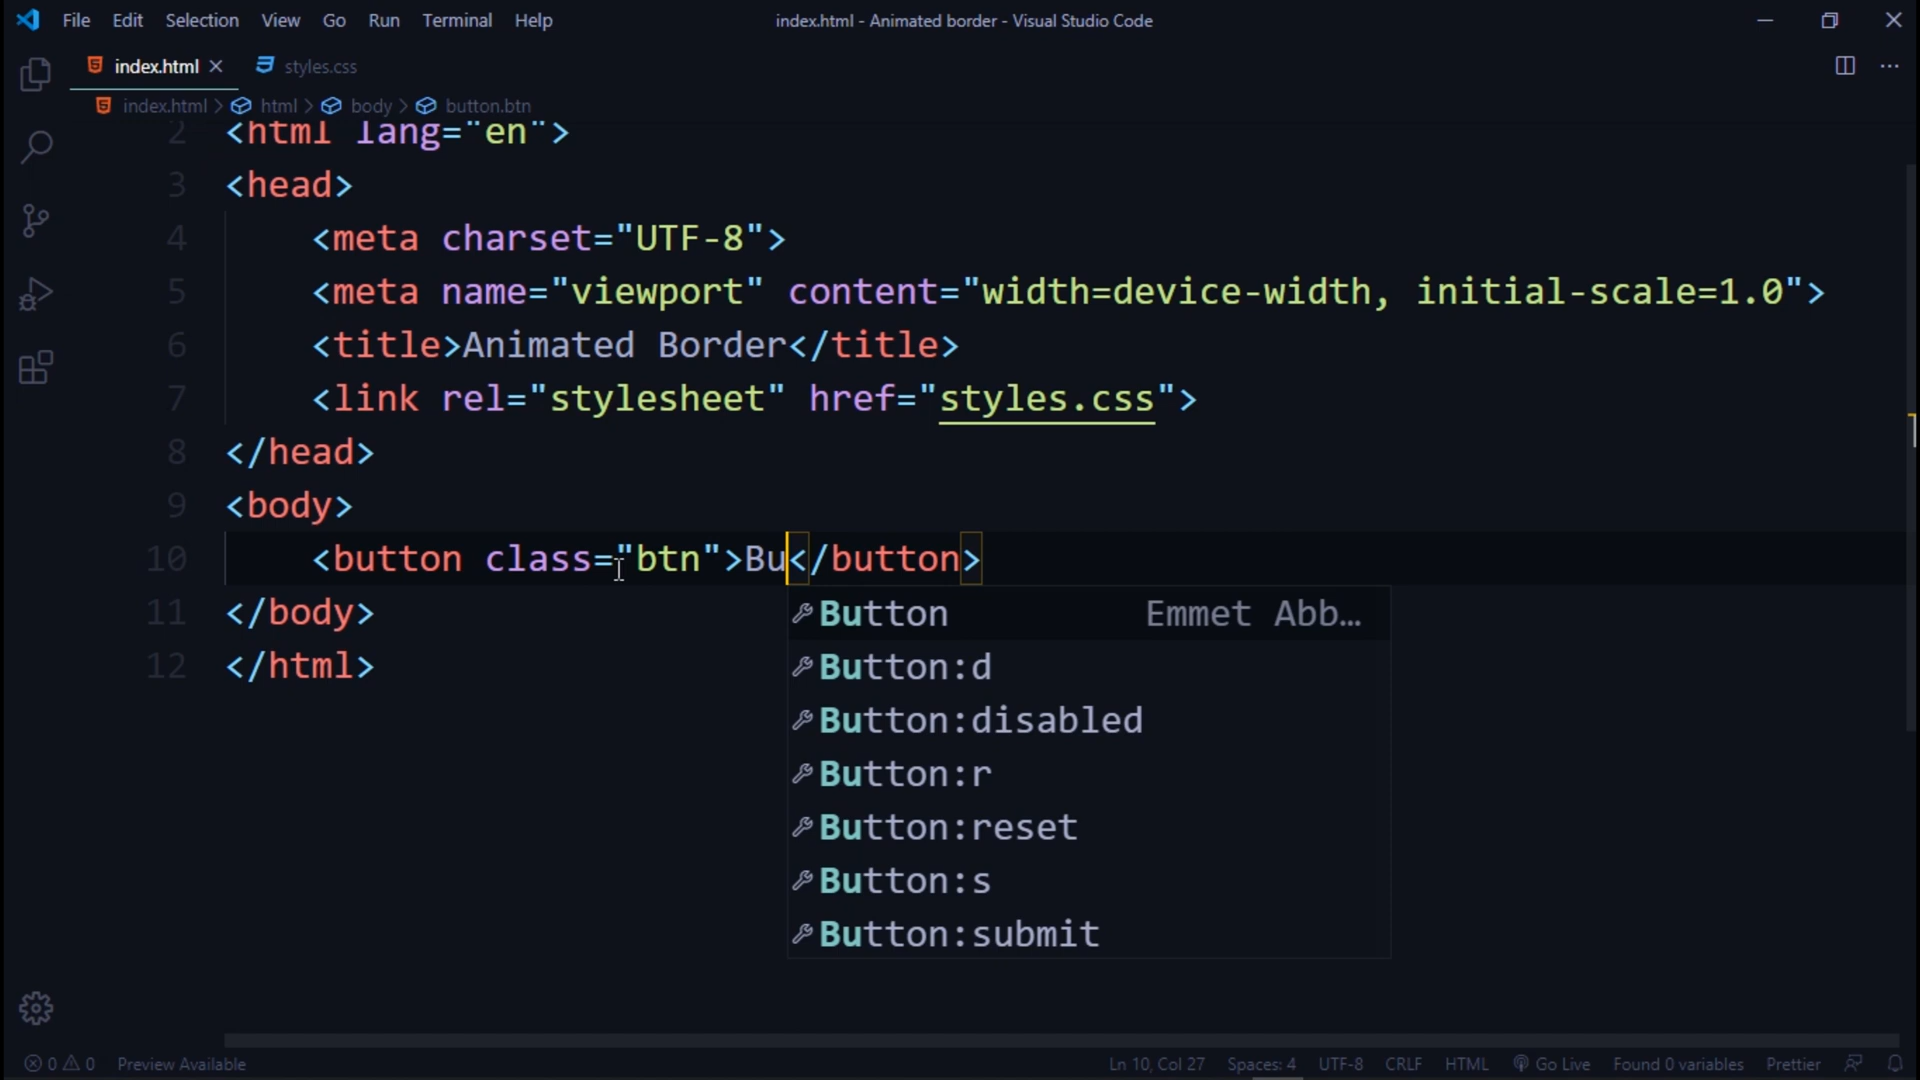 File Edit Selection View Go Run Terminal Help index.html - Animated border - Visual Studio Code
index.html styles.css
index.html > html > body > button.btn
2 <html lang="en">
3 <head>
4 <meta charset="UTF-8">
5 <meta name="viewport" content="width=device-width, initial-scale=1.0">
6 <title>Animated Border</title>
7 <link rel="stylesheet" href="styles.css">
8 </head>
9 <body>
10 <button class="btn">Bu</button>
11 </body>
12 </html>
Button Emmet Abb...
Button:d
Button:disabled
Button:r
Button:reset
Button:s
Button:submit
0 0 Preview Available Ln 10, Col 27 Spaces: 4 UTF-8 CRLF HTML Go Live Found 0 variables Prettier